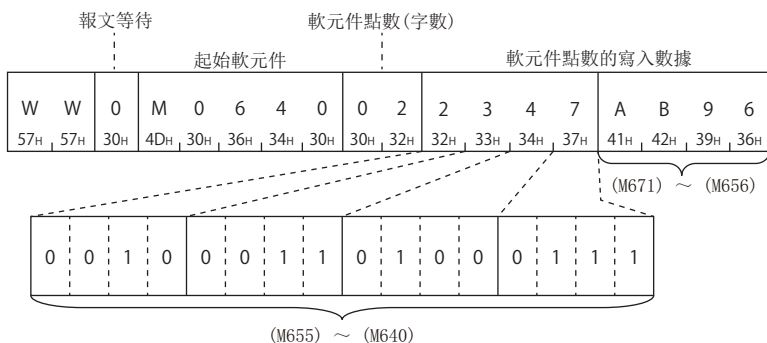 報文等待 軟元件點數(字數)
起始軟元件 軟元件點數的寫入數據
W W 0 M 0 6 4 0 0 2 2 3 4 7 A B 9 6
57H 57H 30H 4DH 30H 36H 34H 30H 30H 32H 32H 33H 34H 37H 41H 42H 39H 36H
(M671) ～ (M656)
0 0 1 0 0 0 1 1 0 1 0 0 0 1 1 1
(M655) ～ (M640)